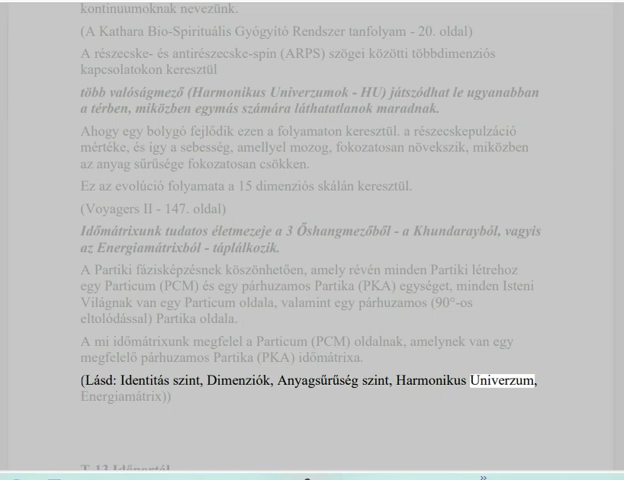 kontinuumoknak nevezünk.
(A Kathara Bio-Spirituális Gyógyító Rendszer tanfolyam - 20. oldal)
A részecske- és antirészecske-spin (ARPS) szögei közötti többdimenziós
kapcsolatokon keresztül
több valóságmező (Harmonikus Univerzumok - HU) játszódhat le ugyanabban
a térben, miközben egymás számára láthatatlanok maradnak.
Ahogy egy bolygó fejlődik ezen a folyamaton keresztül. a részecskepulzáció
mértéke, és így a sebesség, amellyel mozog, fokozatosan növekszik, miközben
az anyag sűrűsége fokozatosan csökken.
Ez az evolúció folyamata a 15 dimenziós skálán keresztül.
(Voyagers II - 147. oldal)
Időmátrixunk tudatos életmezeje a 3 Őshangmezőből - a Khundarayból, vagyis
az Energiamátrixból - táplálkozik.
A Partiki fázisképzésnek köszönhetően, amely révén minden Partiki létrehoz
egy Particum (PCM) és egy párhuzamos Partika (PKA) egységet, minden Isteni
Világnak van egy Particum oldala, valamint egy párhuzamos (90°-os
eltolódással) Partika oldala.
A mi időmátrixunk megfelel a Particum (PCM) oldalnak, amelynek van egy
megfelelő párhuzamos Partika (PKA) időmátrixa.
(Lásd: Identitás szint, Dimenziók, Anyagsűrűség szint, Harmonikus Univerzum,
Energiamátrix))
T-12 Időportál
»